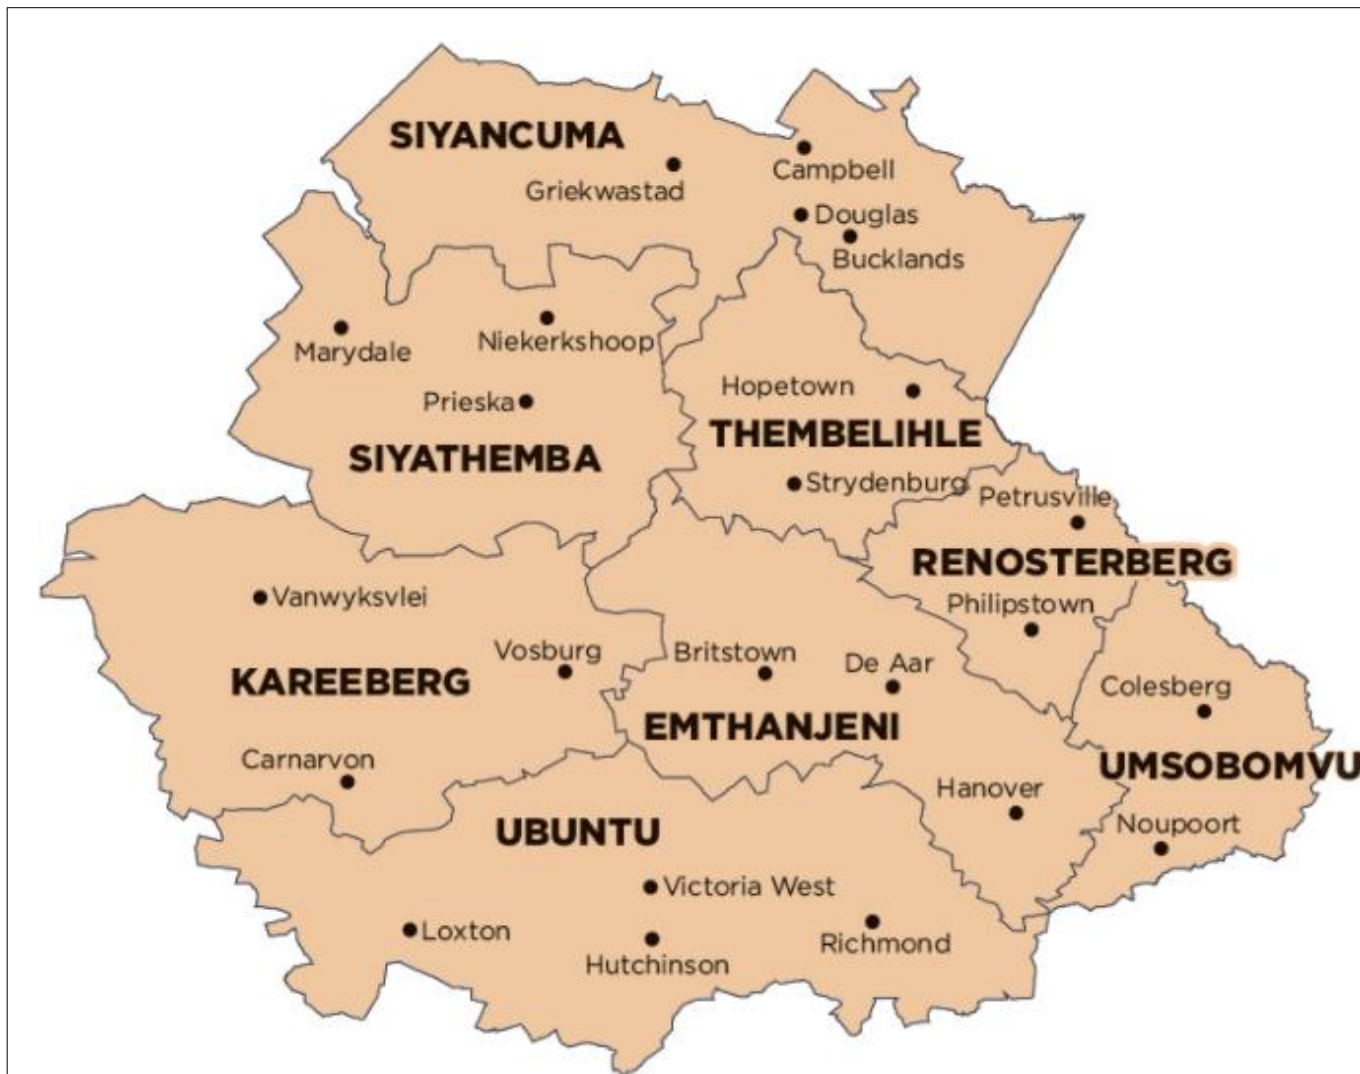 SIYANCUMA
Griekwastad
Campbell
Douglas
Bucklands
Marydale
Niekerkshoop
Prieska
SIYATHEMBA
Hopetown
THEMBELIHLE
Strydenburg
Petrusville
RENOSTERBERG
Philipstown
Vanwyksvlei
Vosburg
KAREEBERG
Carnarvon
Britstown
De Aar
EMTHANJENI
Hanover
Colesberg
UMSOBOMVU
Noupoort
UBUNTU
Victoria West
Loxton
Hutchinson
Richmond